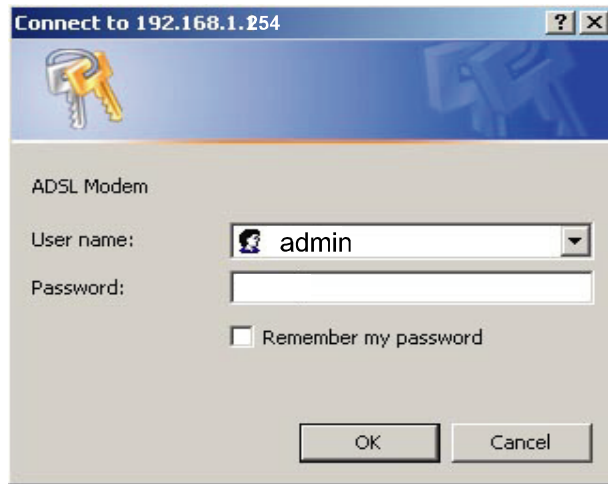 Connect to 192.168.1.254
ADSL Modem
User name:
admin
Password:
Remember my password
OK
Cancel